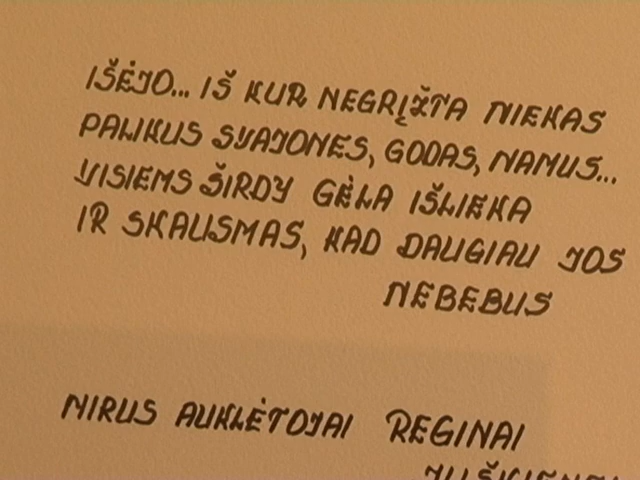 IŠĖJO... IŠ KUR NEGRĮŽTA NIEKAS
PALIKUS SVAJONES, GODAS, NAMUS...
VISIEMS ŠIRDY GĖLA IŠLIEKA
IR SKAUSMAS, KAD DAUGIAU JOS
NEBEBUS
MIRUS AUKLĖTOJAI REGINAI